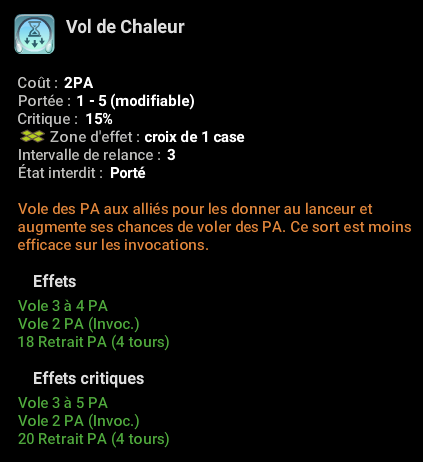 Vol de Chaleur
Coût : 2PA
Portée : 1 - 5 (modifiable)
Critique : 15%
Zone d'effet : croix de 1 case
Intervalle de relance : 3
État interdit : Porté
Vole des PA aux alliés pour les donner au lanceur et
augmente ses chances de voler des PA. Ce sort est moins
efficace sur les invocations.
Effets
Vole 3 à 4 PA
Vole 2 PA (Invoc.)
18 Retrait PA (4 tours)
Effets critiques
Vole 3 à 5 PA
Vole 2 PA (Invoc.)
20 Retrait PA (4 tours)